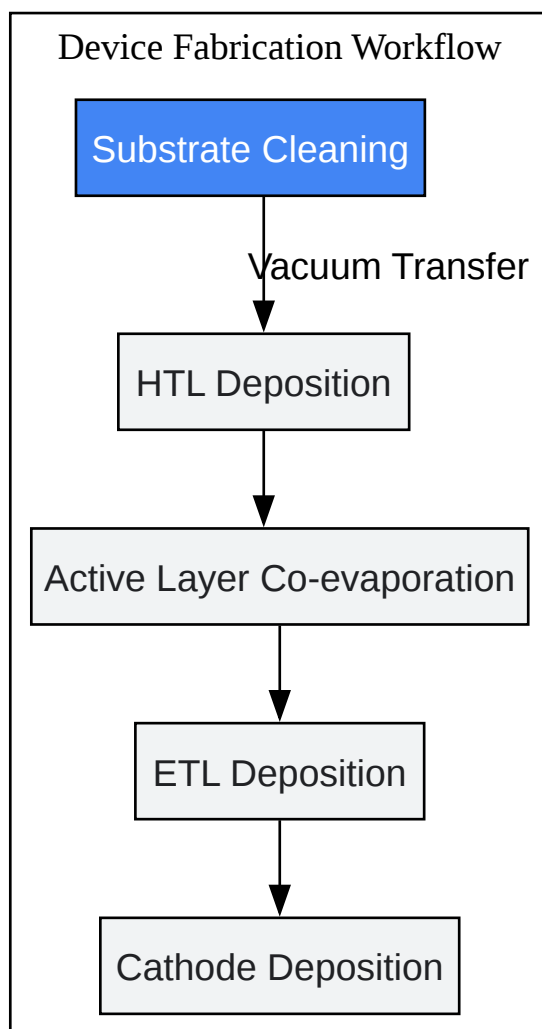 Device Fabrication Workflow
Substrate Cleaning
Vacuum Transfer
HTL Deposition
Active Layer Co-evaporation
ETL Deposition
Cathode Deposition